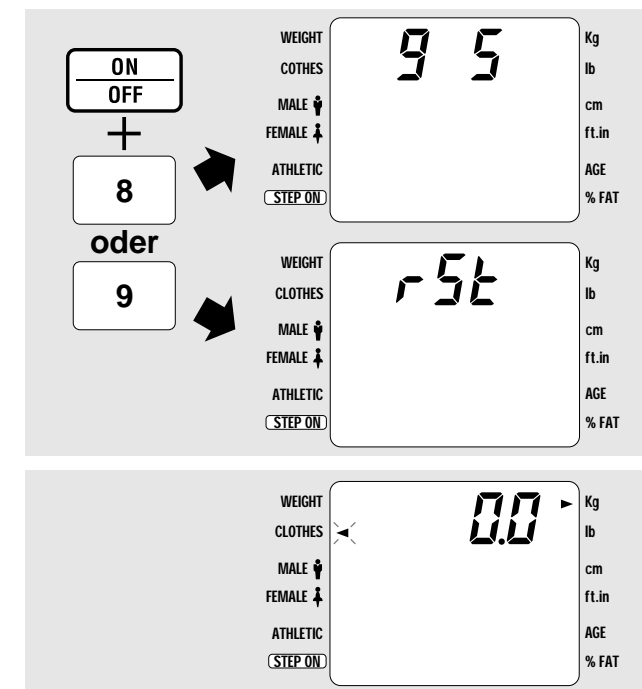 ON
OFF
+
8
oder
9
WEIGHT 9 5 Kg
COTHES lb
MALE cm
FEMALE ft.in
ATHLETIC AGE
STEP ON % FAT
WEIGHT rSt Kg
CLOTHES lb
MALE cm
FEMALE ft.in
ATHLETIC AGE
STEP ON % FAT
WEIGHT 0.0 Kg
CLOTHES lb
MALE cm
FEMALE ft.in
ATHLETIC AGE
STEP ON % FAT